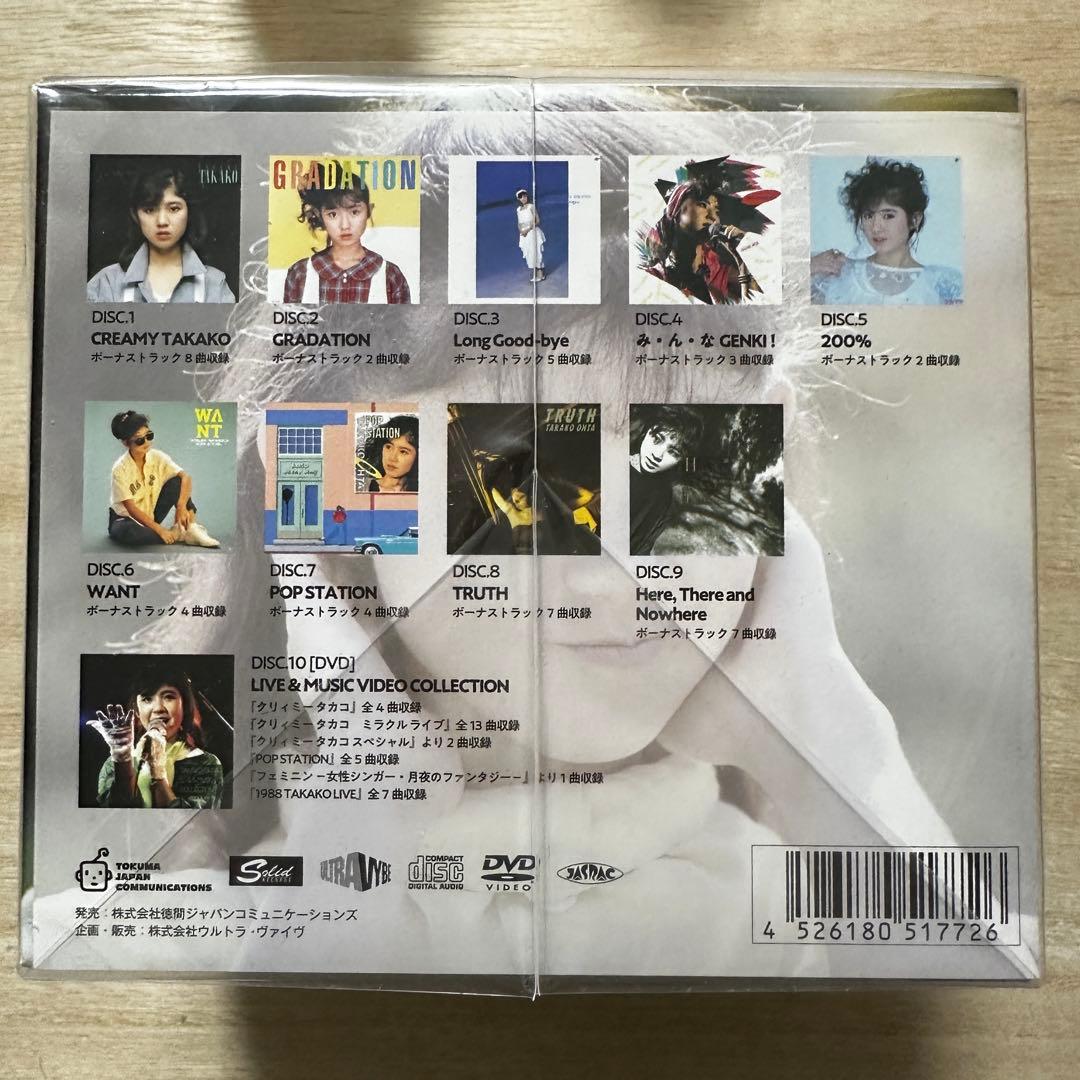 TAKAKO
GRADATION
DISC.1
CREAMY TAKAKO
ボーナストラック8曲収録
DISC.2
GRADATION
ボーナストラック2曲収録
DISC.3
Long Good-bye
ボーナストラック5曲収録
DISC.4
み・ん・な GENKI!
ボーナストラック3曲収録
DISC.5
200%
ボーナストラック2曲収録
WA
NT
POP
STATION
TRUTH
TAKAKO OHTA
DISC.6
WANT
ボーナストラック4曲収録
DISC.7
POP STATION
ボーナストラック4曲収録
DISC.8
TRUTH
ボーナストラック7曲収録
DISC.9
Here, There and
Nowhere
ボーナストラック7曲収録
DISC.10 [DVD]
LIVE & MUSIC VIDEO COLLECTION
『クリィミータカコ』全4曲収録
『クリィミータカコ ミラクルライブ』全13曲収録
『クリィミータカコスペシャル』より2曲収録
『POP STATION』全5曲収録
『フェミニン－女性シンガー・月夜のファンタジー－』より1曲収録
『1988 TAKAKO LIVE』全7曲収録
TOKUMA
JAPAN
COMMUNICATIONS
Solid
RECORDS
ULTRA VYBE
COMPACT
disc
DIGITAL AUDIO
DVD
VIDEO
JASRAC
発売：株式会社徳間ジャパンコミュニケーションズ
企画・販売：株式会社ウルトラ・ヴァイヴ
4 526180 517726